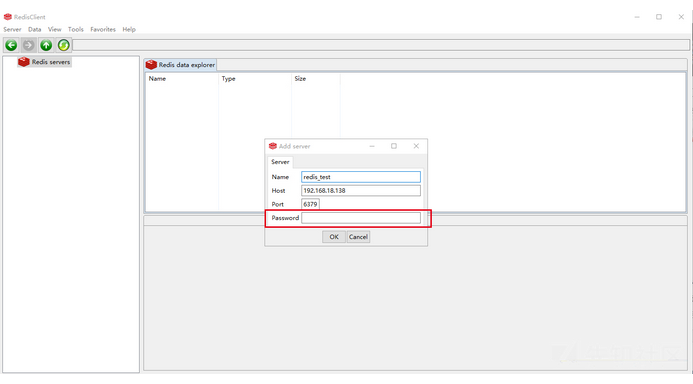 RedisClient
Server Data View Tools Favorites Help
Redis servers
Redis data explorer
Name Type Size
Add server
Server
Name redis_test
Host 192.168.18.138
Port 6379
Password
OK Cancel